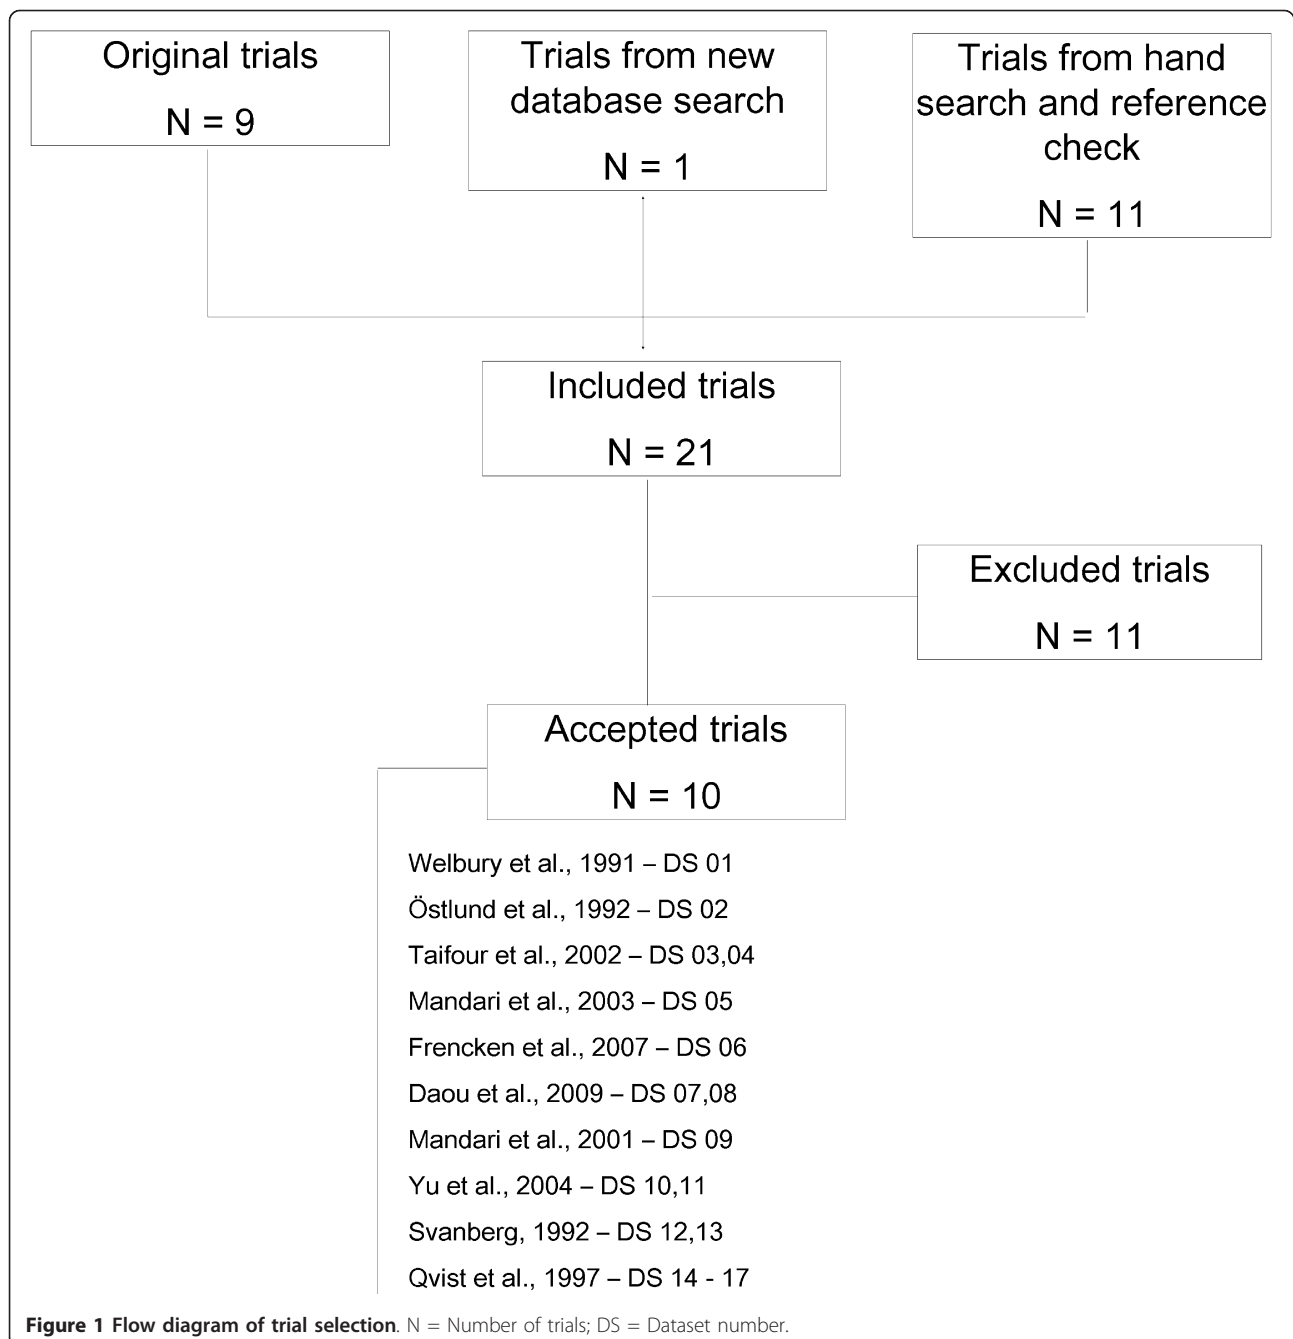 Original trials
N = 9
Trials from new
database search
N = 1
Trials from hand
search and reference
check
N = 11
Included trials
N = 21
Excluded trials
N = 11
Accepted trials
N = 10
Welbury et al., 1991 – DS 01
Östlund et al., 1992 – DS 02
Taifour et al., 2002 – DS 03,04
Mandari et al., 2003 – DS 05
Frencken et al., 2007 – DS 06
Daou et al., 2009 – DS 07,08
Mandari et al., 2001 – DS 09
Yu et al., 2004 – DS 10,11
Svanberg, 1992 – DS 12,13
Qvist et al., 1997 – DS 14 - 17
Figure 1 Flow diagram of trial selection. N = Number of trials; DS = Dataset number.